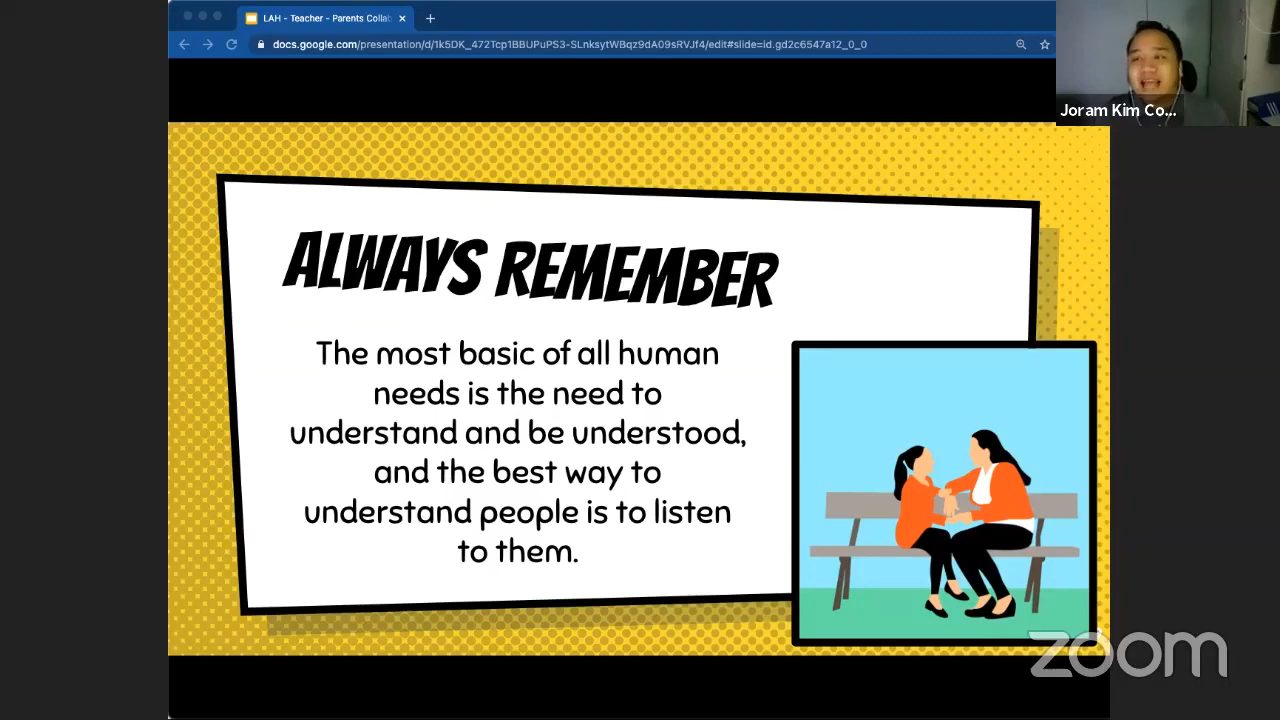 LAH - Teacher - Parents Collab
docs.google.com/presentation/d/1k5DK_472Tcp1BBUPuPS3-SLnksytWBqz9dA09sRVJf4/edit#slide=id.gd2c6547a12_0_0
Joram Kim Co...
ALWAYS REMEMBER
The most basic of all human
needs is the need to
understand and be understood,
and the best way to
understand people is to listen
to them.
zoom